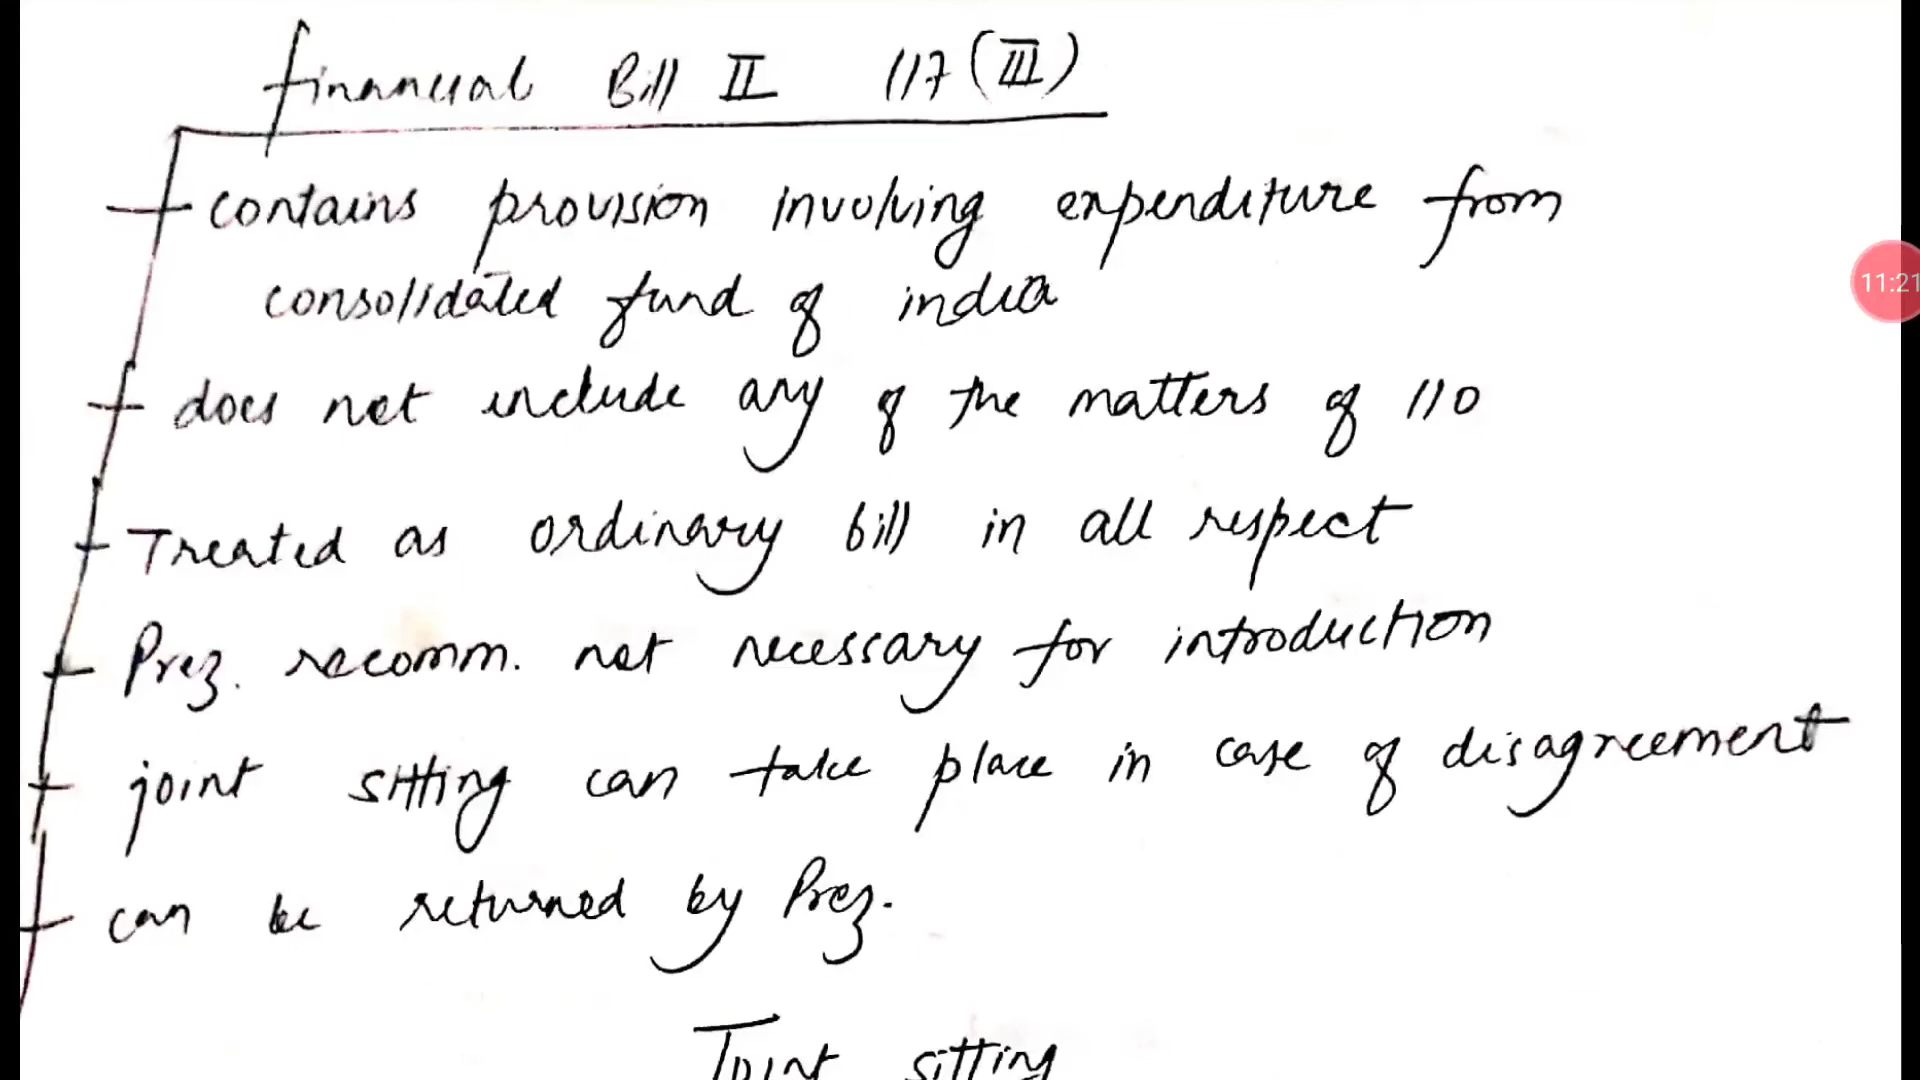 financial Bill II 117 (III)
contains provision involving expenditure from
consolidated fund of india
does not include any of the matters of 110
Treated as ordinary bill in all respect
Prez. recomm. not necessary for introduction
joint sitting can take place in case of disagreement
can be returned by Prez.
Joint sitting
11:21